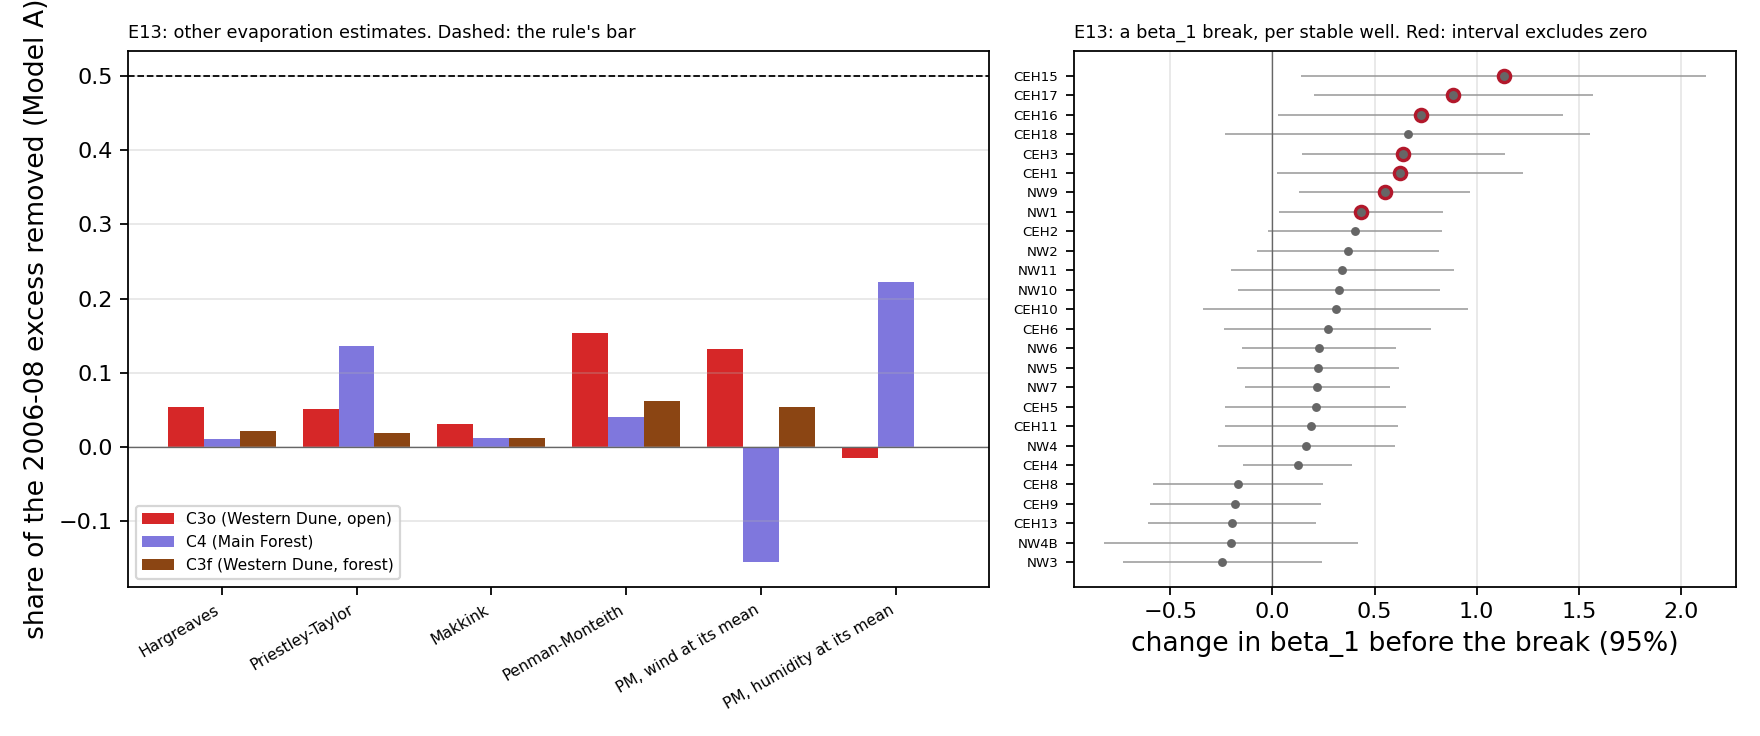 E13: other evaporation estimates. Dashed: the rule's bar
share of the 2006-08 excess removed (Model A)
0.5
0.4
0.3
0.2
0.1
0.0
−0.1
C3o (Western Dune, open)
C4 (Main Forest)
C3f (Western Dune, forest)
Hargreaves
Priestley-Taylor
Makkink
Penman-Monteith
PM, wind at its mean
PM, humidity at its mean
E13: a beta_1 break, per stable well. Red: interval excludes zero
CEH15
CEH17
CEH16
CEH18
CEH3
CEH1
NW9
NW1
CEH2
NW2
NW11
NW10
CEH10
CEH6
NW6
NW5
NW7
CEH5
CEH11
NW4
CEH4
CEH8
CEH9
CEH13
NW4B
NW3
−0.5 0.0 0.5 1.0 1.5 2.0
change in beta_1 before the break (95%)